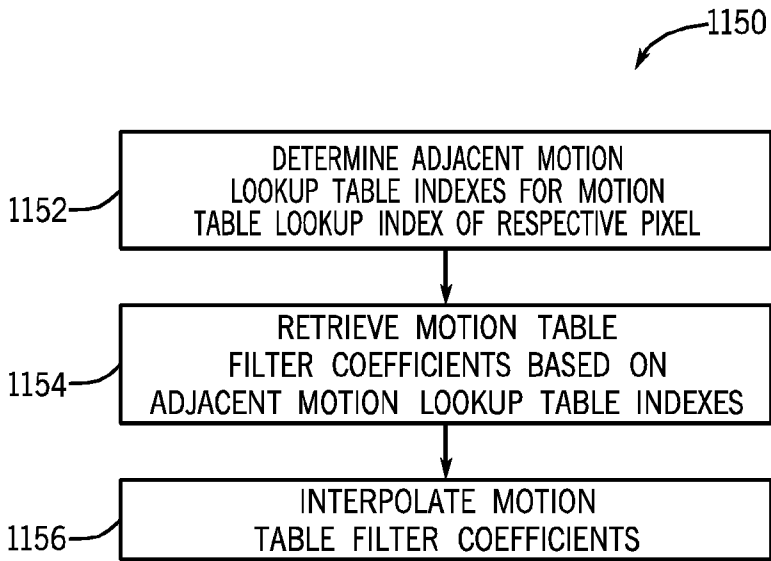 1150
DETERMINE ADJACENT MOTION
LOOKUP TABLE INDEXES FOR MOTION
TABLE LOOKUP INDEX OF RESPECTIVE PIXEL
1152
RETRIEVE MOTION TABLE
FILTER COEFFICIENTS BASED ON
ADJACENT MOTION LOOKUP TABLE INDEXES
1154
INTERPOLATE MOTION
TABLE FILTER COEFFICIENTS
1156